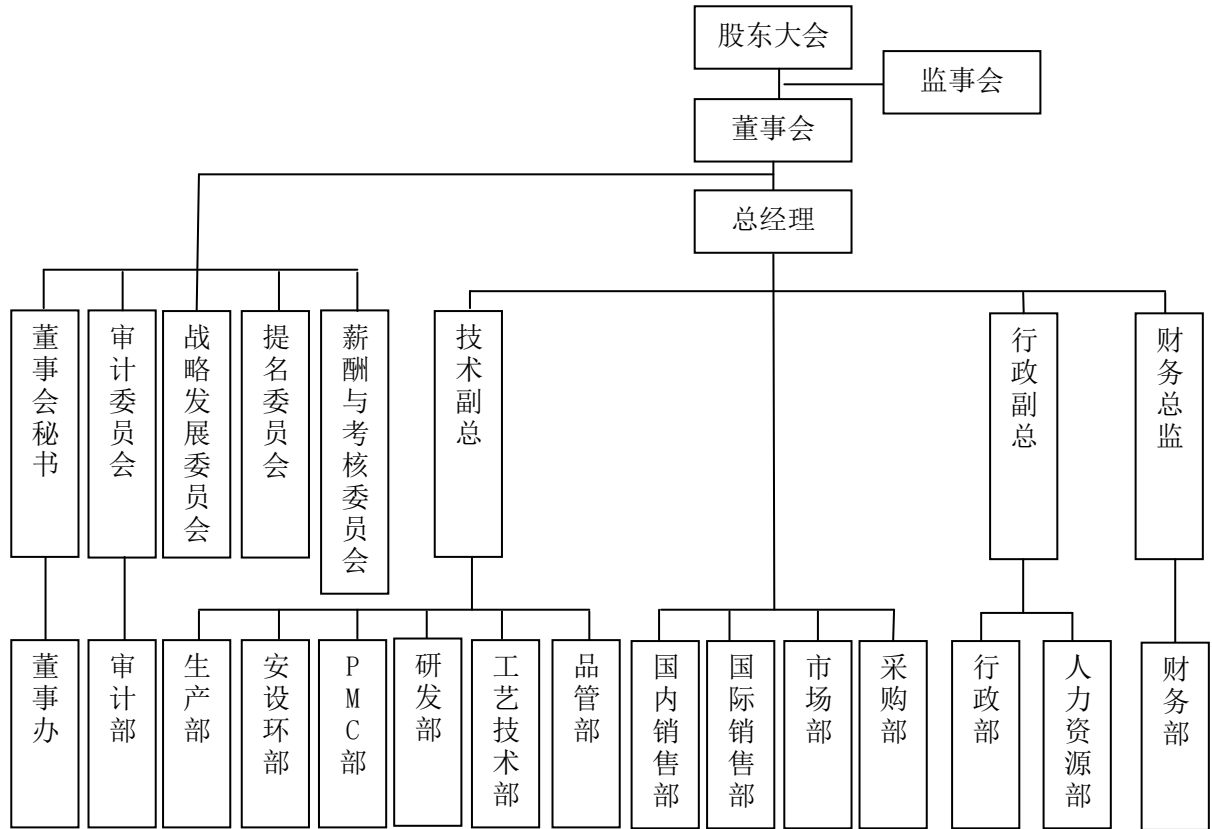 股东大会
监事会
董事会
总经理
董事会秘书
审计委员会
战略发展委员会
提名委员会
薪酬与考核委员会
技术副总
行政副总
财务总监
董事办
审计部
生产部
安设环部
PMC部
研发部
工艺技术部
品管部
国内销售部
国际销售部
市场部
采购部
行政部
人力资源部
财务部